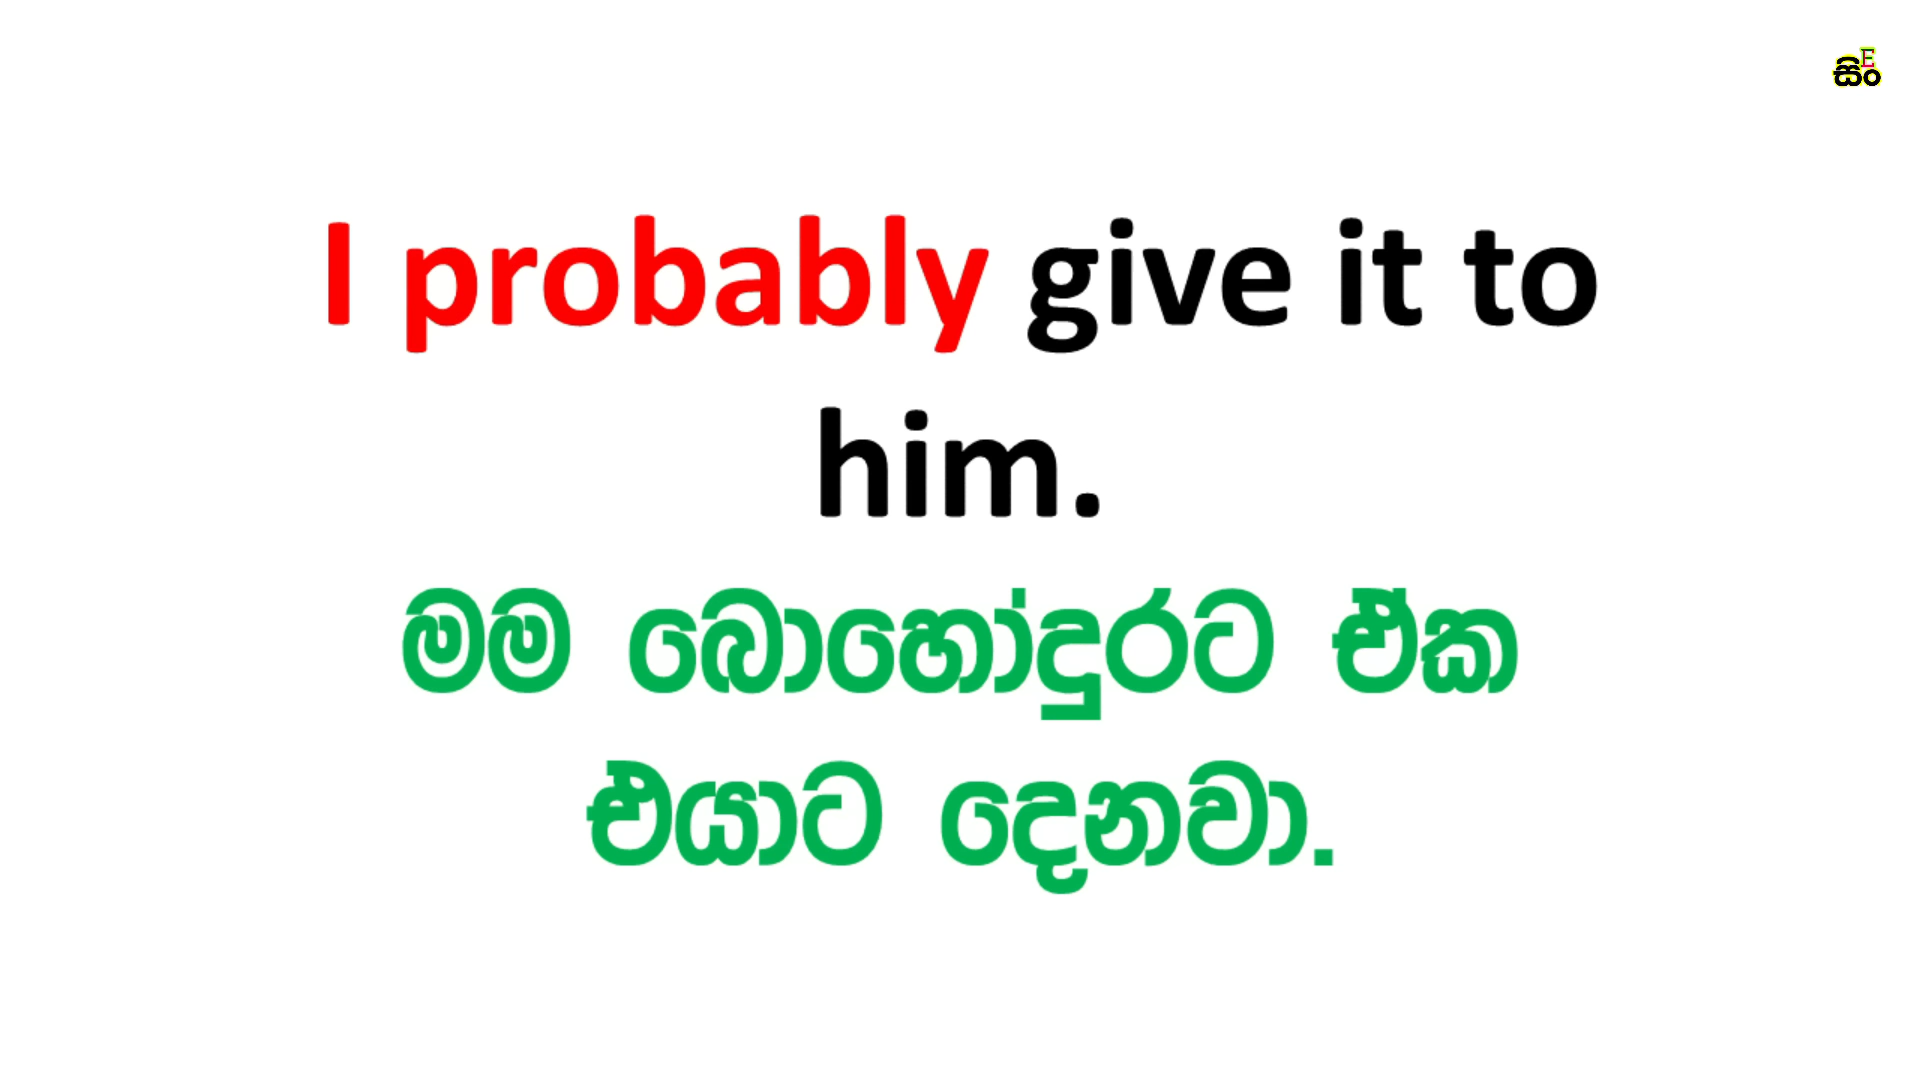 සිං
E
I probably give it to
him.
මම බොහෝදුරට ඒක
එයාට දෙනවා.